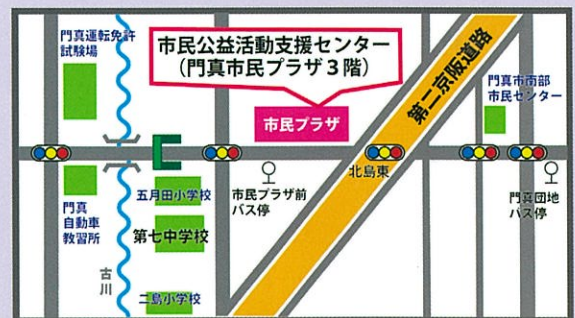 門真運転免許
試験場
市民公益活動支援センター
(門真市民プラザ3階)
第二京阪道路
門真市南部
市民センター
市民プラザ
北島東
五月田小学校
市民プラザ前
バス停
門真団地
バス停
門真
自動車
教習所
第七中学校
古川
二島小学校